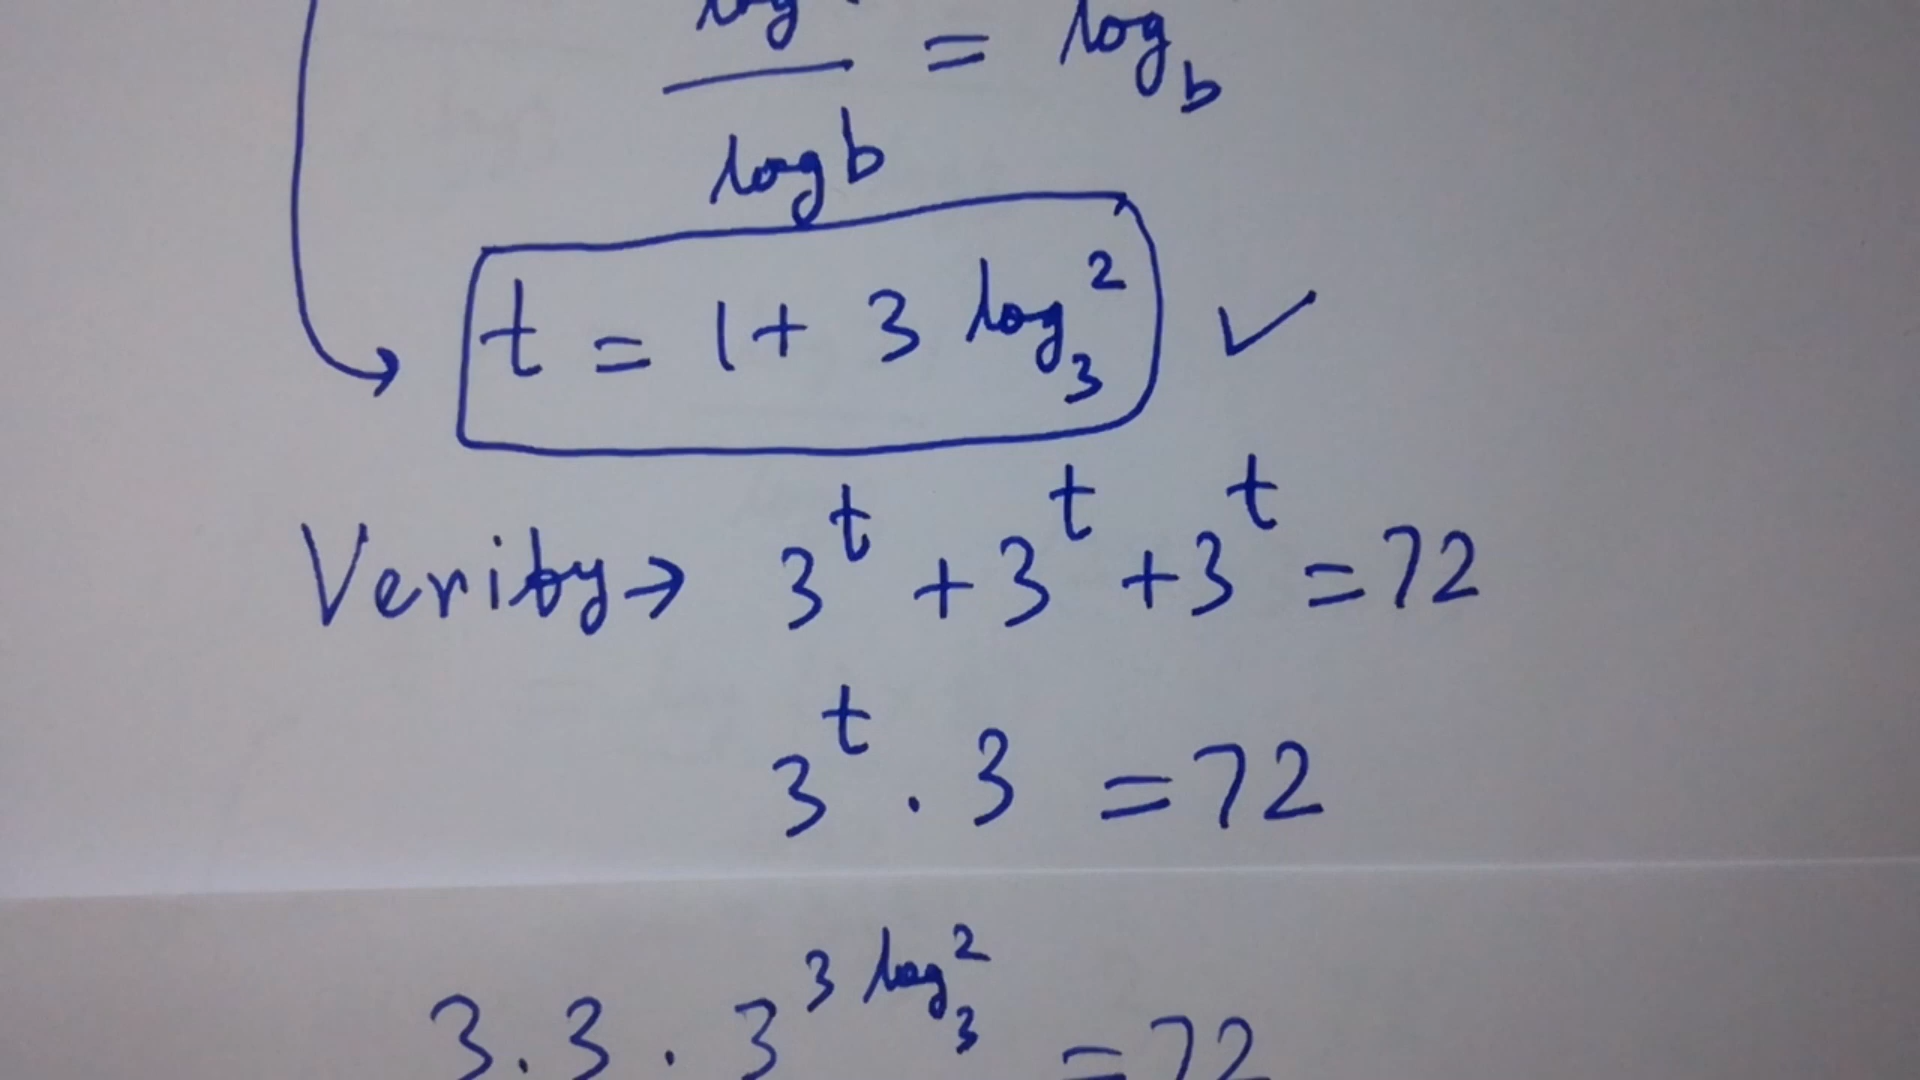 log
― = log_b
log b
t = 1 + 3 log_3^2 ✓
Verify → 3^t + 3^t + 3^t = 72
3^t . 3 = 72
3 . 3 . 3^{3 log_3^2} = 72